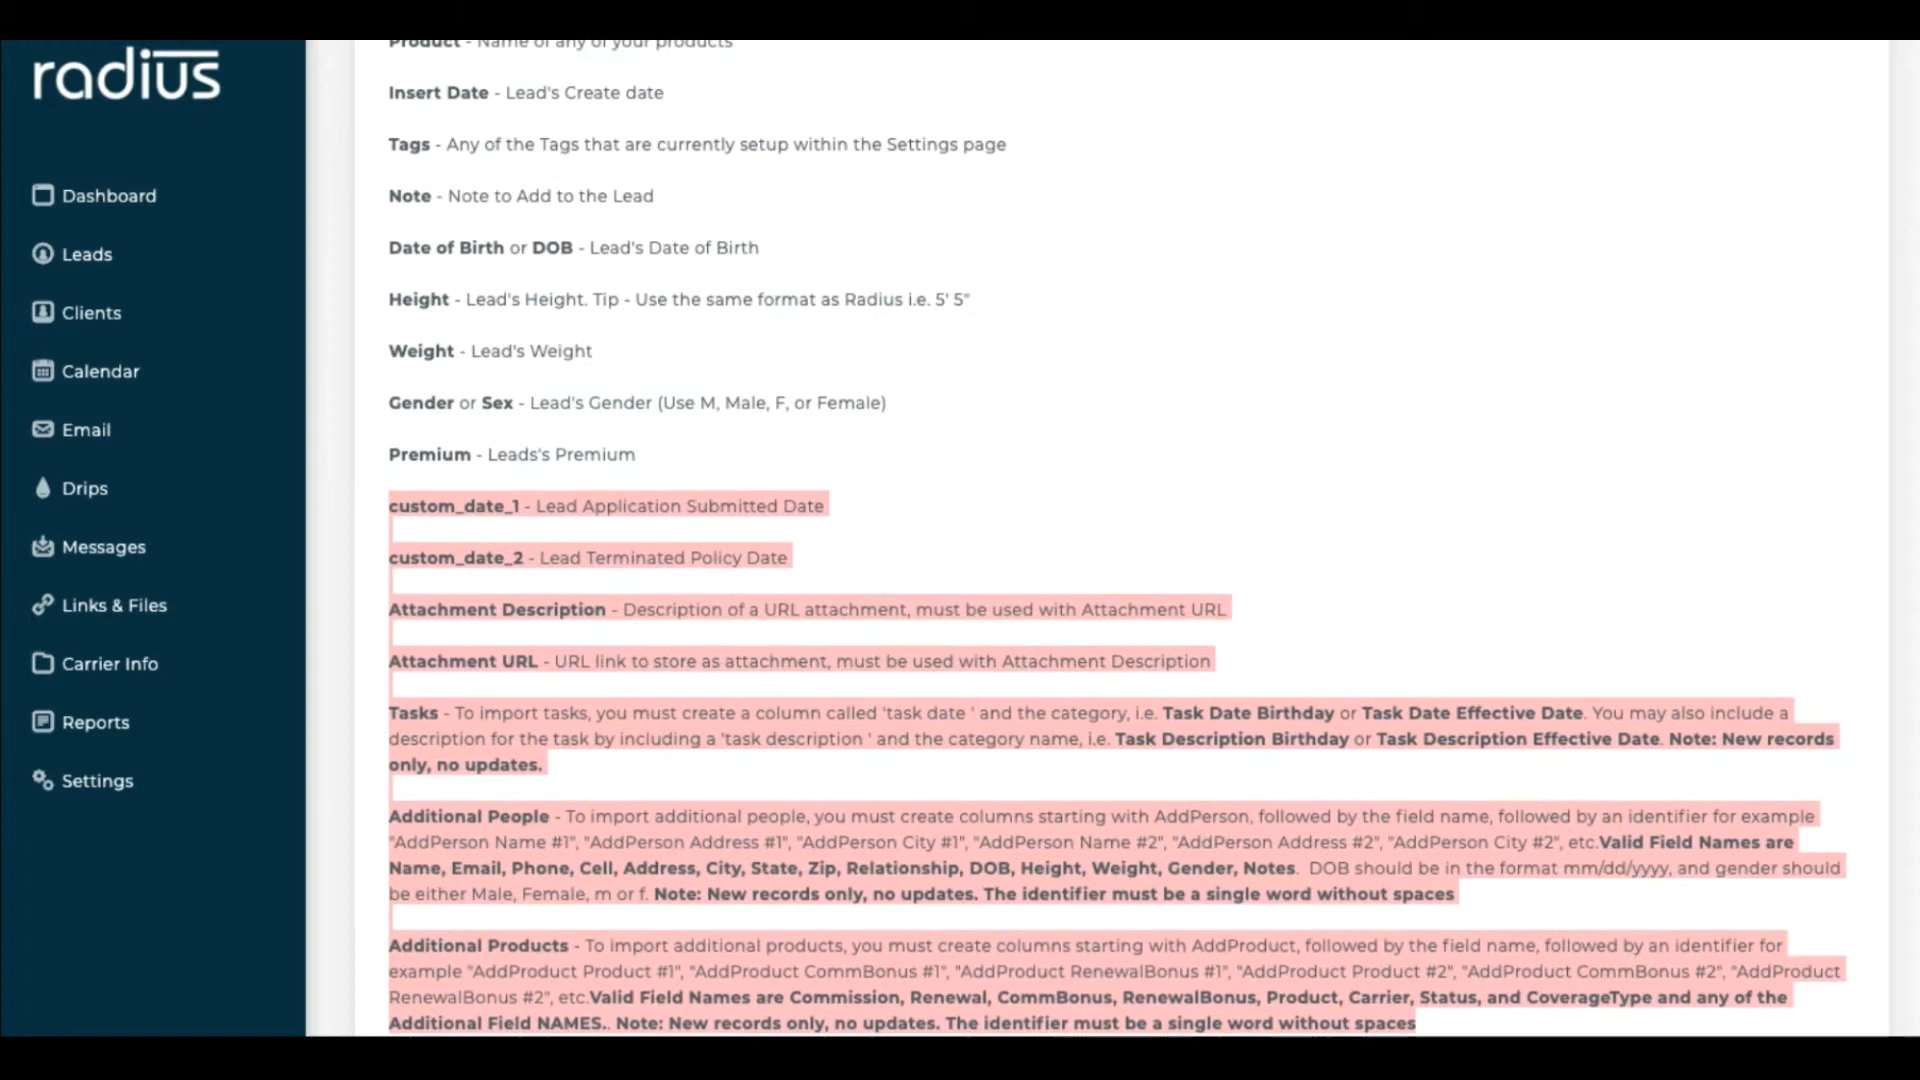 radius
Dashboard
Leads
Clients
Calendar
Email
Drips
Messages
Links & Files
Carrier Info
Reports
Settings
Product - Name of any of your products
Insert Date - Lead's Create date
Tags - Any of the Tags that are currently setup within the Settings page
Note - Note to Add to the Lead
Date of Birth or DOB - Lead's Date of Birth
Height - Lead's Height. Tip - Use the same format as Radius i.e. 5' 5"
Weight - Lead's Weight
Gender or Sex - Lead's Gender (Use M, Male, F, or Female)
Premium - Leads's Premium
custom_date_1 - Lead Application Submitted Date
custom_date_2 - Lead Terminated Policy Date
Attachment Description - Description of a URL attachment, must be used with Attachment URL
Attachment URL - URL link to store as attachment, must be used with Attachment Description
Tasks - To import tasks, you must create a column called 'task date ' and the category, i.e. Task Date Birthday or Task Date Effective Date. You may also include a
description for the task by including a 'task description ' and the category name, i.e. Task Description Birthday or Task Description Effective Date. Note: New records
only, no updates.
Additional People - To import additional people, you must create columns starting with AddPerson, followed by the field name, followed by an identifier for example
"AddPerson Name #1", "AddPerson Address #1", "AddPerson City #1", "AddPerson Name #2", "AddPerson Address #2", "AddPerson City #2", etc.Valid Field Names are
Name, Email, Phone, Cell, Address, City, State, Zip, Relationship, DOB, Height, Weight, Gender, Notes.  DOB should be in the format mm/dd/yyyy, and gender should
be either Male, Female, m or f. Note: New records only, no updates. The identifier must be a single word without spaces
Additional Products - To import additional products, you must create columns starting with AddProduct, followed by the field name, followed by an identifier for
example "AddProduct Product #1", "AddProduct CommBonus #1", "AddProduct RenewalBonus #1", "AddProduct Product #2", "AddProduct CommBonus #2", "AddProduct
RenewalBonus #2", etc.Valid Field Names are Commission, Renewal, CommBonus, RenewalBonus, Product, Carrier, Status, and CoverageType and any of the
Additional Field NAMES.. Note: New records only, no updates. The identifier must be a single word without spaces